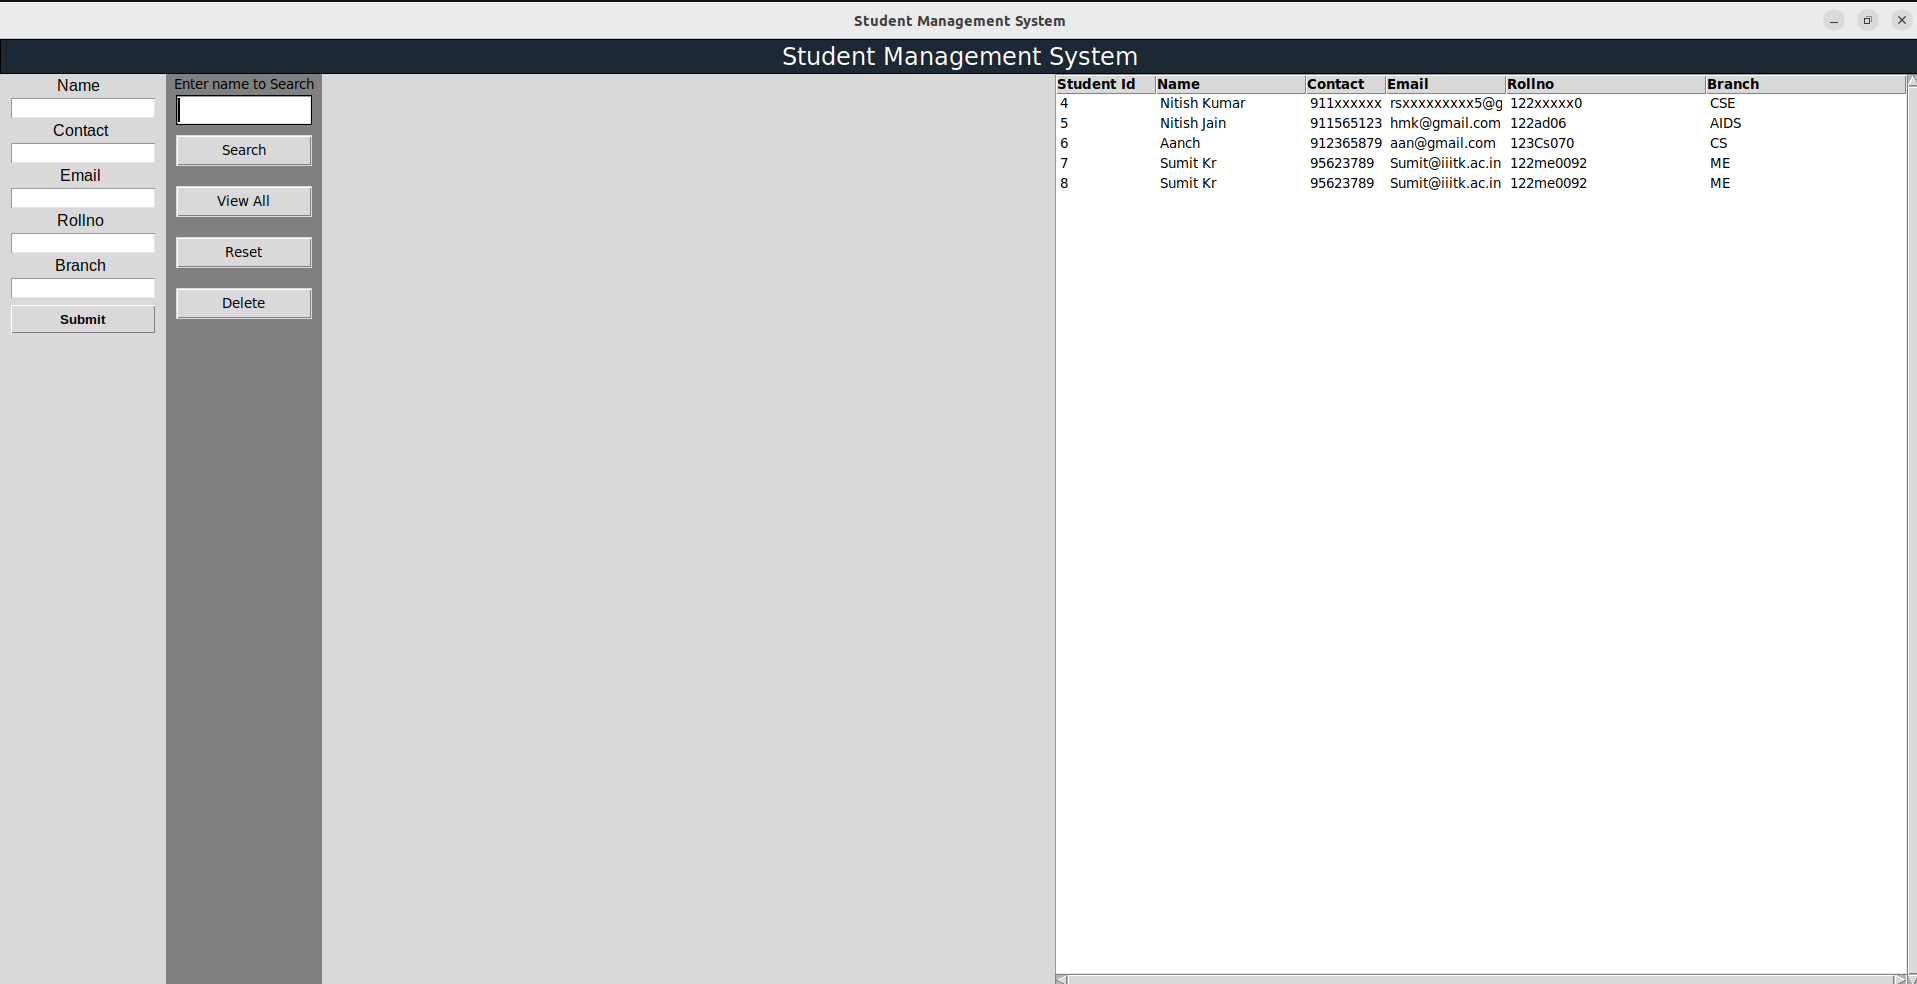 Student Management System
Student Management System
Name
Contact
Email
Rollno
Branch
Submit
Enter name to Search
Search
View All
Reset
Delete
Student Id Name Contact Email Rollno Branch
4 Nitish Kumar 911xxxxxx rsxxxxxxxxx5@g 122xxxxx0 CSE
5 Nitish Jain 911565123 hmk@gmail.com 122ad06 AIDS
6 Aanch 912365879 aan@gmail.com 123Cs070 CS
7 Sumit Kr 95623789 Sumit@iiitk.ac.in 122me0092 ME
8 Sumit Kr 95623789 Sumit@iiitk.ac.in 122me0092 ME